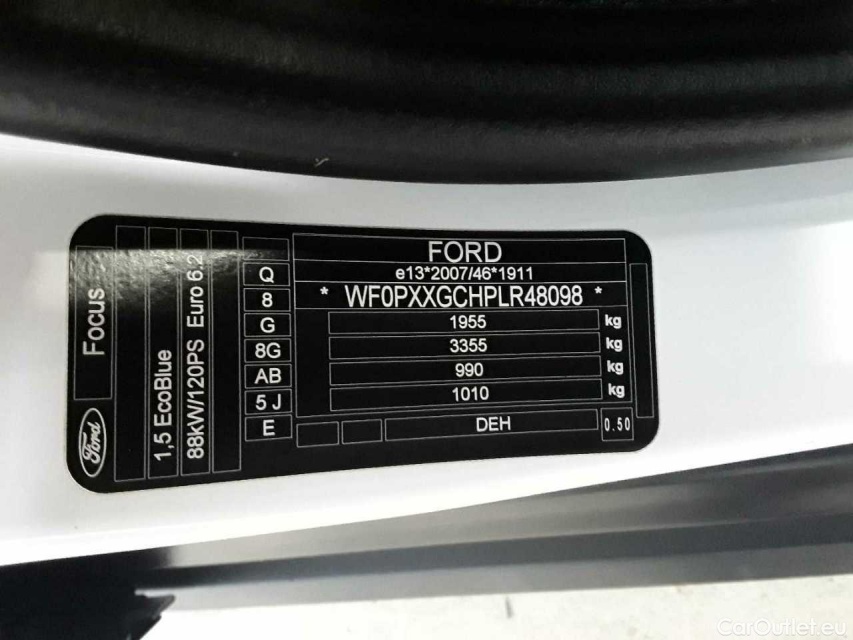 FORD
e13*2007/46*1911
* WF0PXXGCHPLR48098 *
1955 kg
3355 kg
990 kg
1010 kg
DEH 0.50
Q
8
G
8G
AB
5 J
E
Focus
Ford
1,5 EcoBlue
88kW/120PS Euro 6.2
CarOutlet.eu